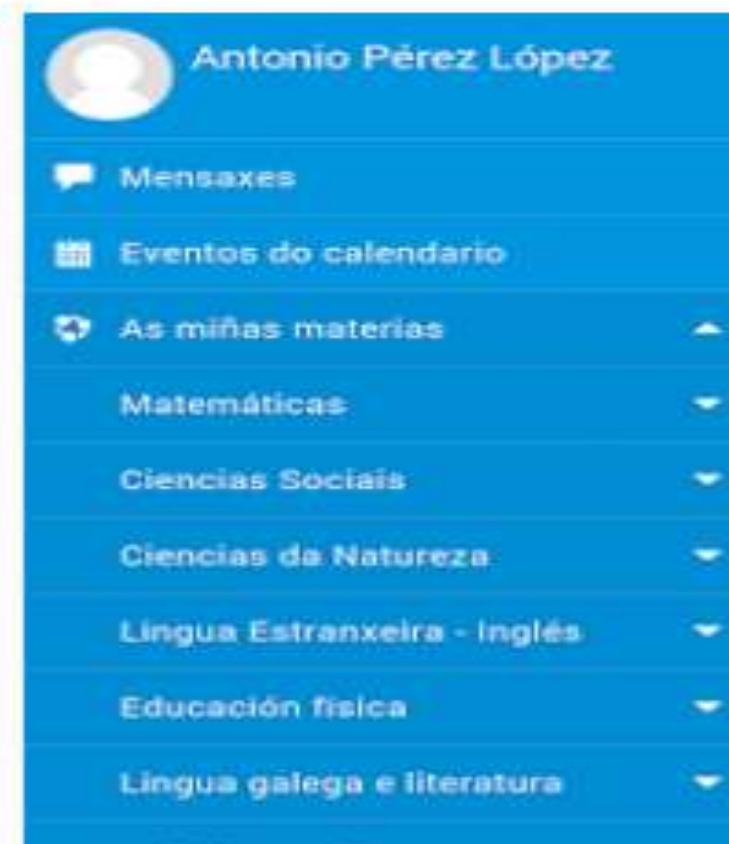 Antonio Pérez López
Mensaxes
Eventos do calendario
As miñas materias
Matemáticas
Ciencias Sociais
Ciencias da Natureza
Lingua Estranxeira - Inglés
Educación física
Lingua galega e literatura